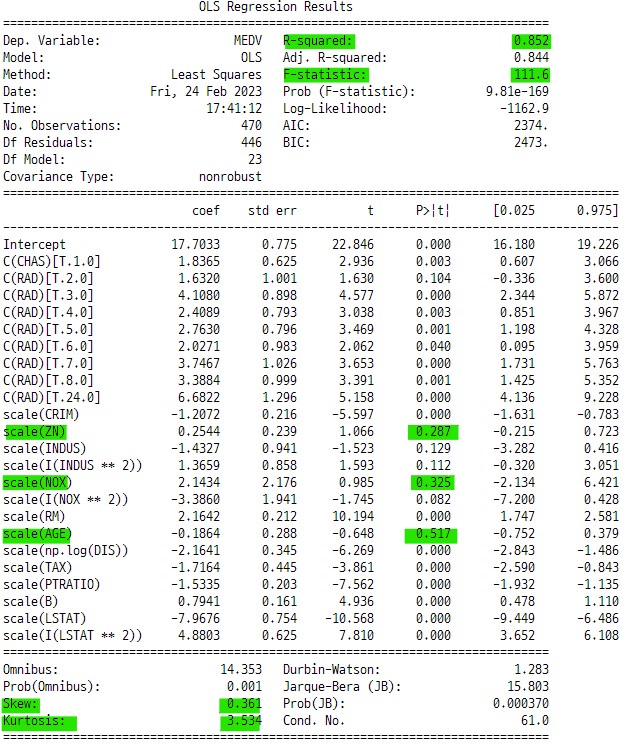 OLS Regression Results
==============================================================================
Dep. Variable: MEDV R-squared: 0.852
Model: OLS Adj. R-squared: 0.844
Method: Least Squares F-statistic: 111.6
Date: Fri, 24 Feb 2023 Prob (F-statistic): 9.81e-169
Time: 17:41:12 Log-Likelihood: -1162.9
No. Observations: 470 AIC: 2374.
Df Residuals: 446 BIC: 2473.
Df Model: 23
Covariance Type: nonrobust
==============================================================================
coef std err t P>|t| [0.025 0.975]
------------------------------------------------------------------------------
Intercept 17.7033 0.775 22.846 0.000 16.180 19.226
C(CHAS)[T.1.0] 1.8365 0.625 2.936 0.003 0.607 3.066
C(RAD)[T.2.0] 1.6320 1.001 1.630 0.104 -0.336 3.600
C(RAD)[T.3.0] 4.1080 0.898 4.577 0.000 2.344 5.872
C(RAD)[T.4.0] 2.4089 0.793 3.038 0.003 0.851 3.967
C(RAD)[T.5.0] 2.7630 0.796 3.469 0.001 1.198 4.328
C(RAD)[T.6.0] 2.0271 0.983 2.062 0.040 0.095 3.959
C(RAD)[T.7.0] 3.7467 1.026 3.653 0.000 1.731 5.763
C(RAD)[T.8.0] 3.3884 0.999 3.391 0.001 1.425 5.352
C(RAD)[T.24.0] 6.6822 1.296 5.158 0.000 4.136 9.228
scale(CRIM) -1.2072 0.216 -5.597 0.000 -1.631 -0.783
scale(ZN) 0.2544 0.239 1.066 0.287 -0.215 0.723
scale(INDUS) -1.4327 0.941 -1.523 0.129 -3.282 0.416
scale(I(INDUS ** 2)) 1.3659 0.858 1.593 0.112 -0.320 3.051
scale(NOX) 2.1434 2.176 0.985 0.325 -2.134 6.421
scale(I(NOX ** 2)) -3.3860 1.941 -1.745 0.082 -7.200 0.428
scale(RM) 2.1642 0.212 10.194 0.000 1.747 2.581
scale(AGE) -0.1864 0.288 -0.648 0.517 -0.752 0.379
scale(np.log(DIS)) -2.1641 0.345 -6.269 0.000 -2.843 -1.486
scale(TAX) -1.7164 0.445 -3.861 0.000 -2.590 -0.843
scale(PTRATIO) -1.5335 0.203 -7.562 0.000 -1.932 -1.135
scale(B) 0.7941 0.161 4.936 0.000 0.478 1.110
scale(LSTAT) -7.9676 0.754 -10.568 0.000 -9.449 -6.486
scale(I(LSTAT ** 2)) 4.8803 0.625 7.810 0.000 3.652 6.108
==============================================================================
Omnibus: 14.353 Durbin-Watson: 1.283
Prob(Omnibus): 0.001 Jarque-Bera (JB): 15.803
Skew: 0.361 Prob(JB): 0.000370
Kurtosis: 3.534 Cond. No. 61.0
==============================================================================